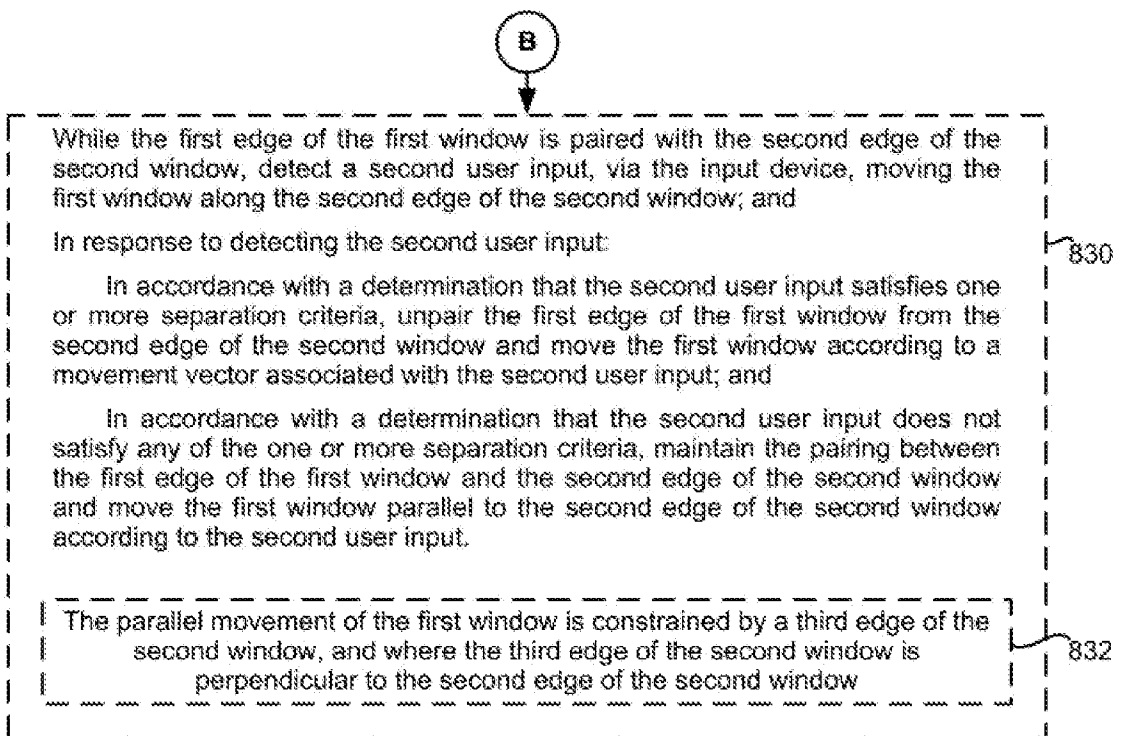 B
While the first edge of the first window is paired with the second edge of the
second window, detect a second user input, via the input device, moving the
first window along the second edge of the second window; and
In response to detecting the second user input:
In accordance with a determination that the second user input satisfies one
or more separation criteria, unpair the first edge of the first window from the
second edge of the second window and move the first window according to a
movement vector associated with the second user input; and
In accordance with a determination that the second user input does not
satisfy any of the one or more separation criteria, maintain the pairing between
the first edge of the first window and the second edge of the second window
and move the first window parallel to the second edge of the second window
according to the second user input.
830
The parallel movement of the first window is constrained by a third edge of the
second window, and where the third edge of the second window is
perpendicular to the second edge of the second window
832